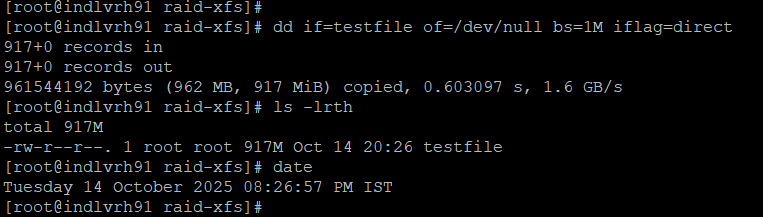 [root@indlvrh91 raid-xfs]#
[root@indlvrh91 raid-xfs]# dd if=testfile of=/dev/null bs=1M iflag=direct
917+0 records in
917+0 records out
961544192 bytes (962 MB, 917 MiB) copied, 0.603097 s, 1.6 GB/s
[root@indlvrh91 raid-xfs]# ls -lrth
total 917M
-rw-r--r--. 1 root root 917M Oct 14 20:26 testfile
[root@indlvrh91 raid-xfs]# date
Tuesday 14 October 2025 08:26:57 PM IST
[root@indlvrh91 raid-xfs]#